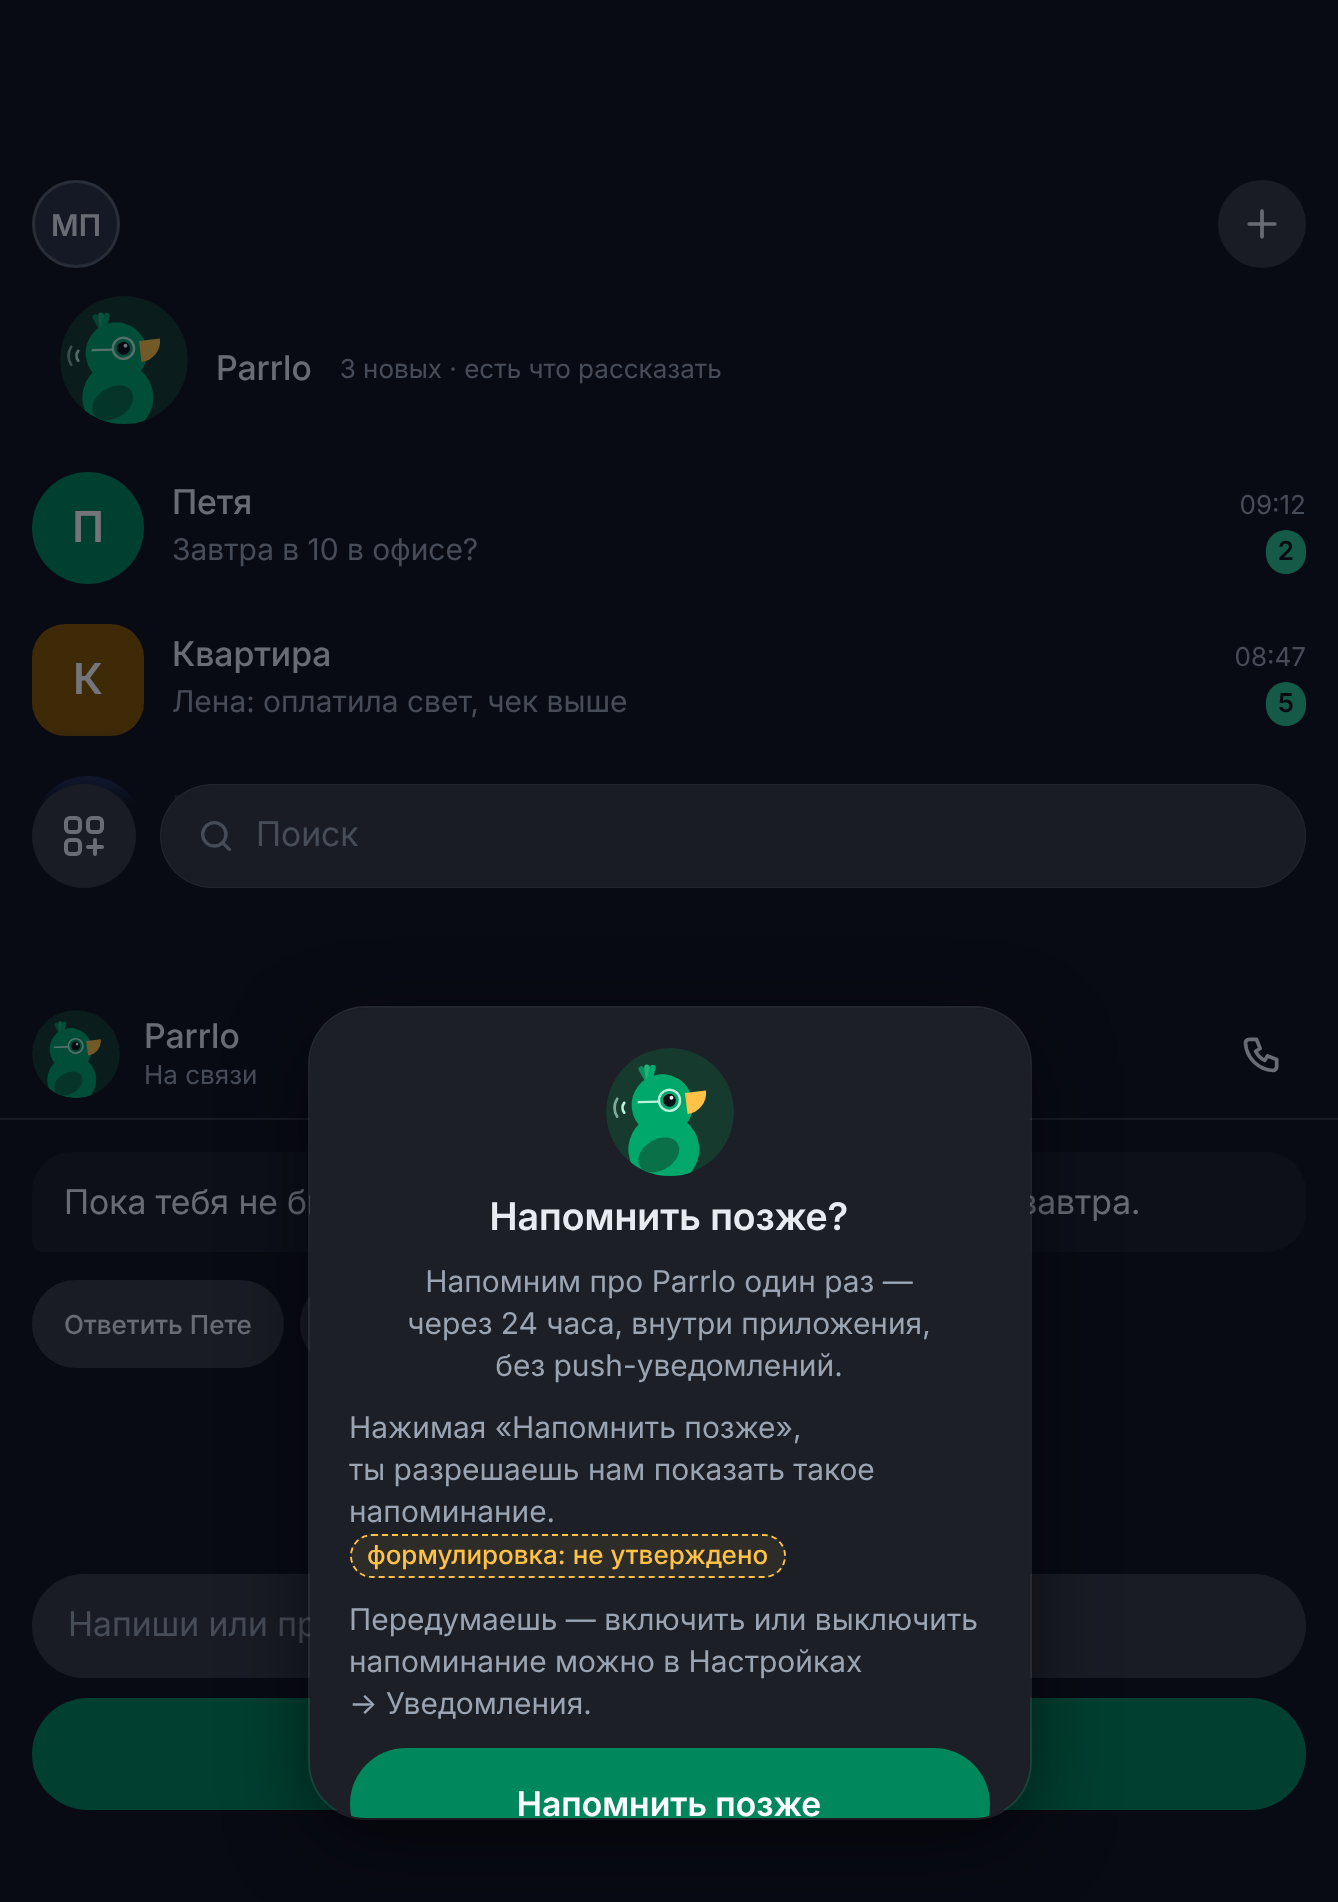 МП
Parrlo 3 новых · есть что рассказать
П
Петя
09:12
Завтра в 10 в офисе?
2
К
Квартира
08:47
Лена: оплатила свет, чек выше
5
Поиск
Parrlo
На связи
Пока тебя не
завтра.
Ответить Пете
Напиши или
Напомнить позже?
Напомним про Parrlo один раз —
через 24 часа, внутри приложения,
без push-уведомлений.
Нажимая «Напомнить позже»,
ты разрешаешь нам показать такое
напоминание.
формулировка: не утверждено
Передумаешь — включить или выключить
напоминание можно в Настройках
→ Уведомления.
Напомнить позже